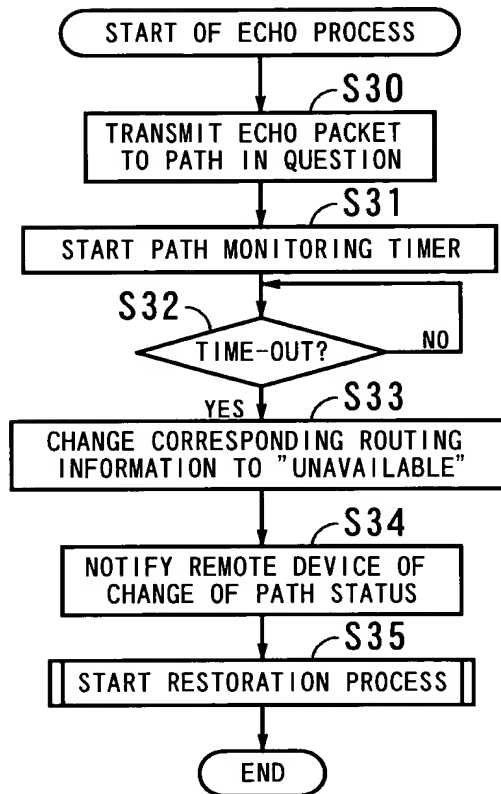 START OF ECHO PROCESS
S30
TRANSMIT ECHO PACKET
TO PATH IN QUESTION
S31
START PATH MONITORING TIMER
S32
TIME-OUT?
NO
YES
S33
CHANGE CORRESPONDING ROUTING
INFORMATION TO "UNAVAILABLE"
S34
NOTIFY REMOTE DEVICE OF
CHANGE OF PATH STATUS
S35
START RESTORATION PROCESS
END